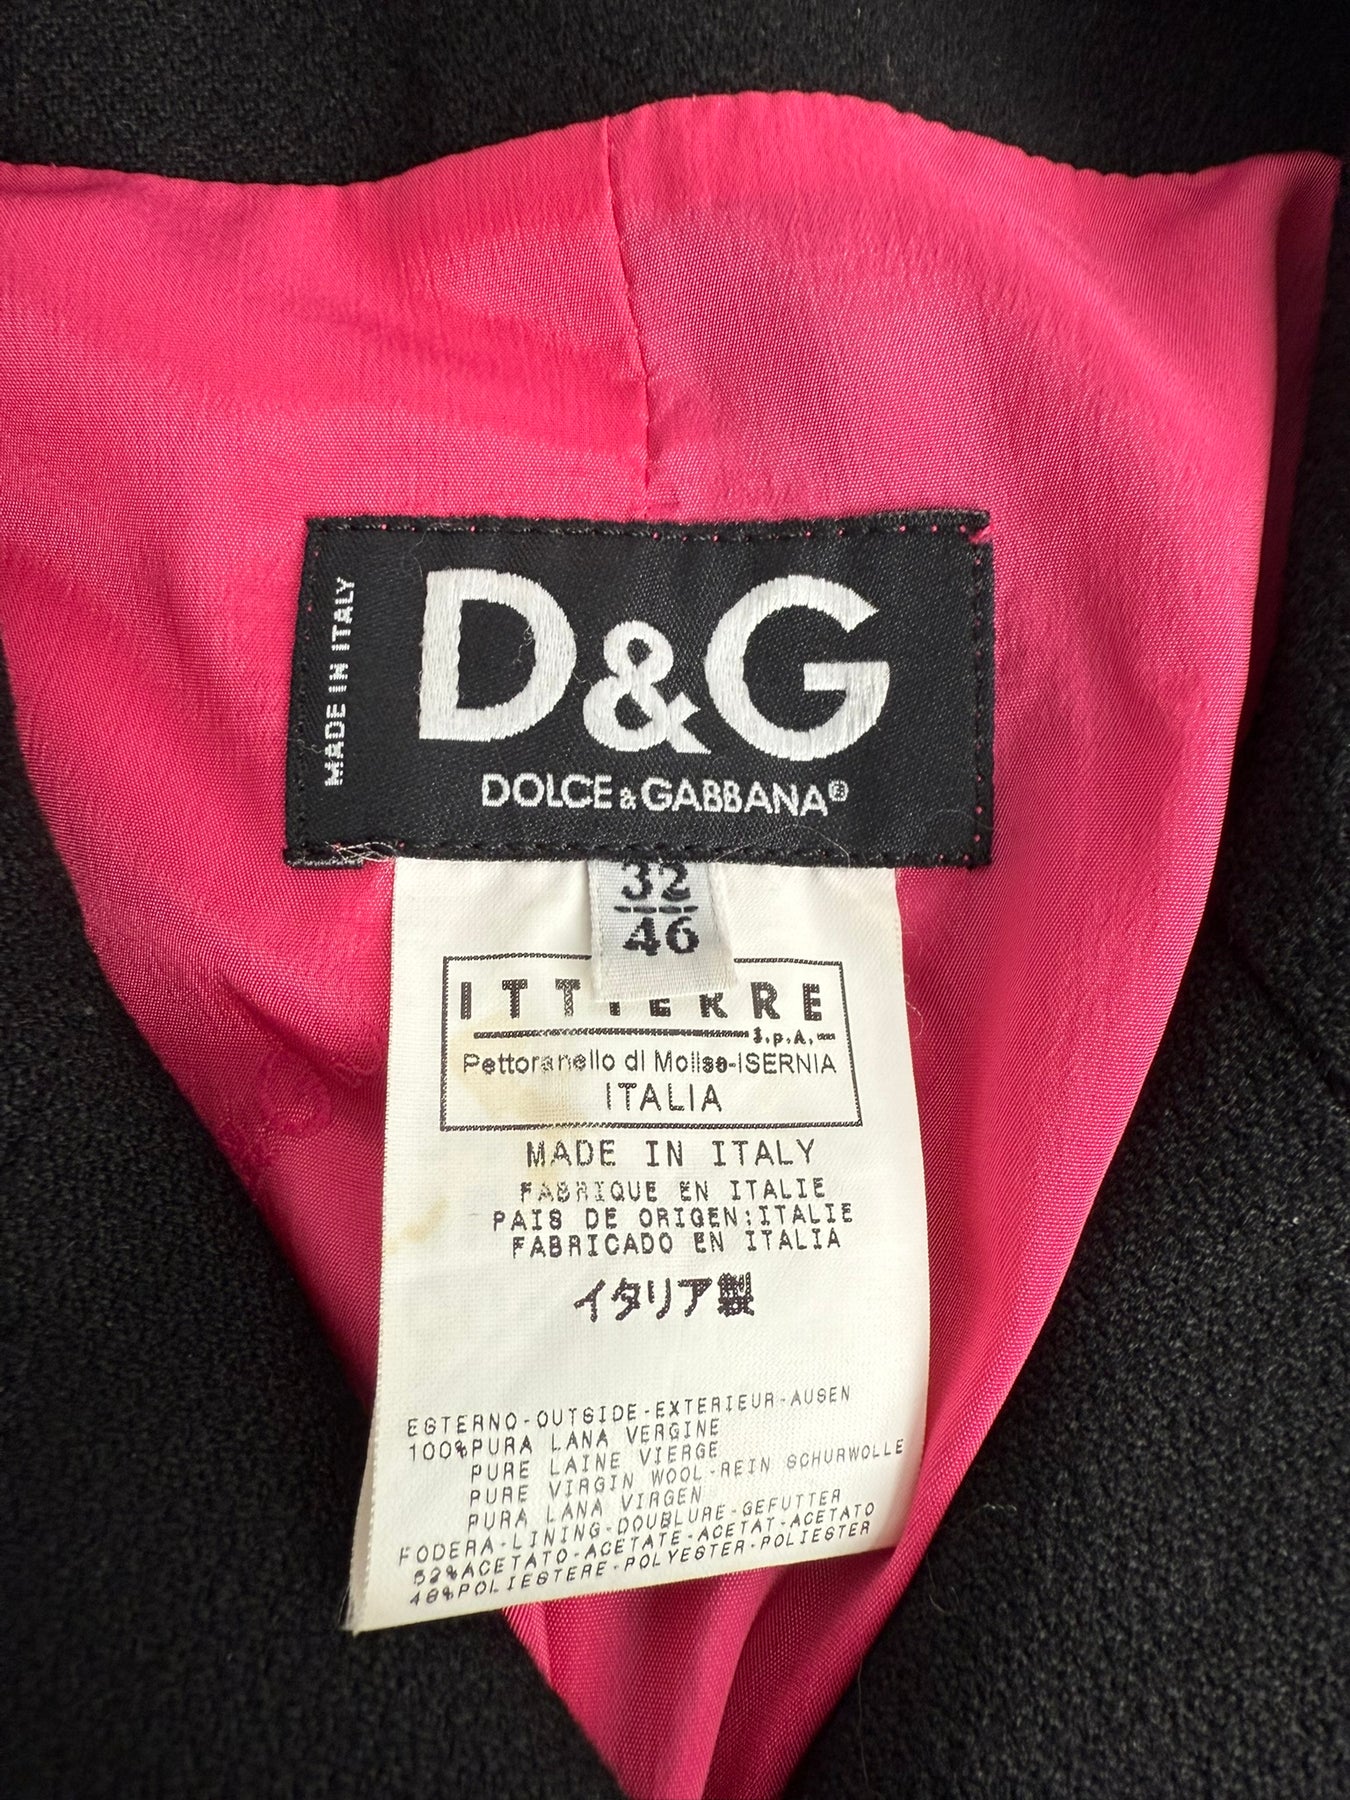 MADE IN ITALY
D&G
DOLCE & GABBANA®
32
46
ITTIERRE
S.p.A.
Pettoranello di Molise-ISERNIA
ITALIA
MADE IN ITALY
FABRIQUE EN ITALIE
PAIS DE ORIGEN:ITALIE
FABRICADO EN ITALIA
イタリア製
ESTERNO-OUTSIDE-EXTERIEUR-AUSEN
100%PURA LANA VERGINE
PURE LAINE VIERGE
PURE VIRGIN WOOL-REIN SCHURWOLLE
PURA LANA VIRGEN
FODERA-LINING-DOUBLURE-GEFUTTER
52%ACETATO-ACETATE-ACETAT-ACETATO
48%POLIESTERE-POLYESTER-POLIESTER